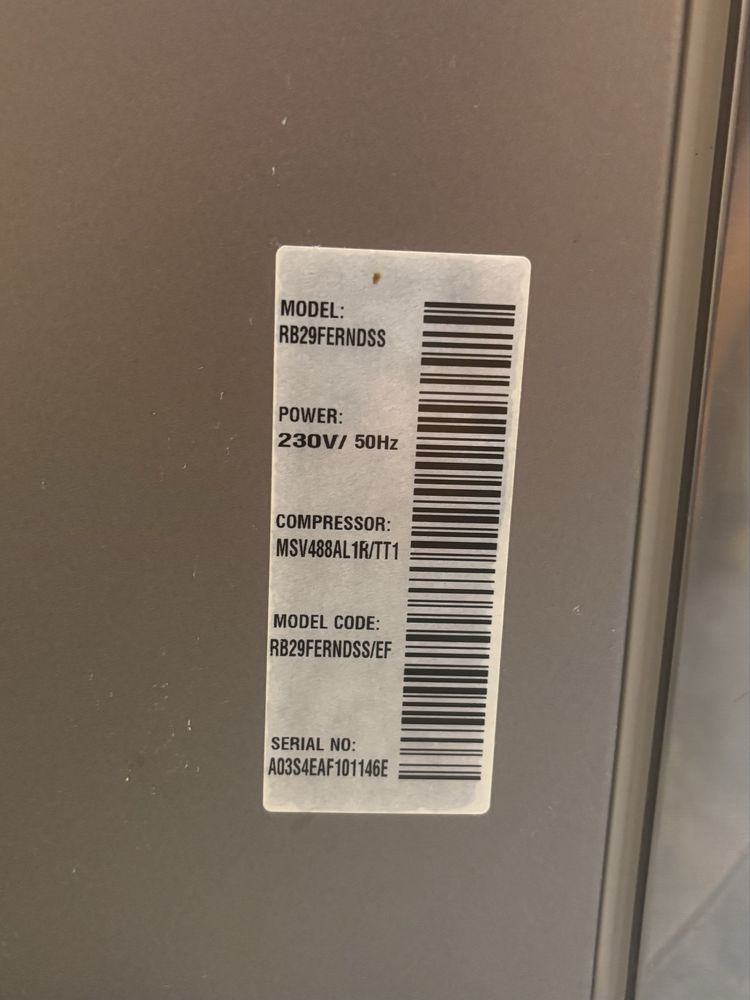 MODEL:
RB29FERNDSS
POWER:
230V/ 50Hz
COMPRESSOR:
MSV488AL1R/TT1
MODEL CODE:
RB29FERNDSS/EF
SERIAL NO:
A03S4EAF101146E